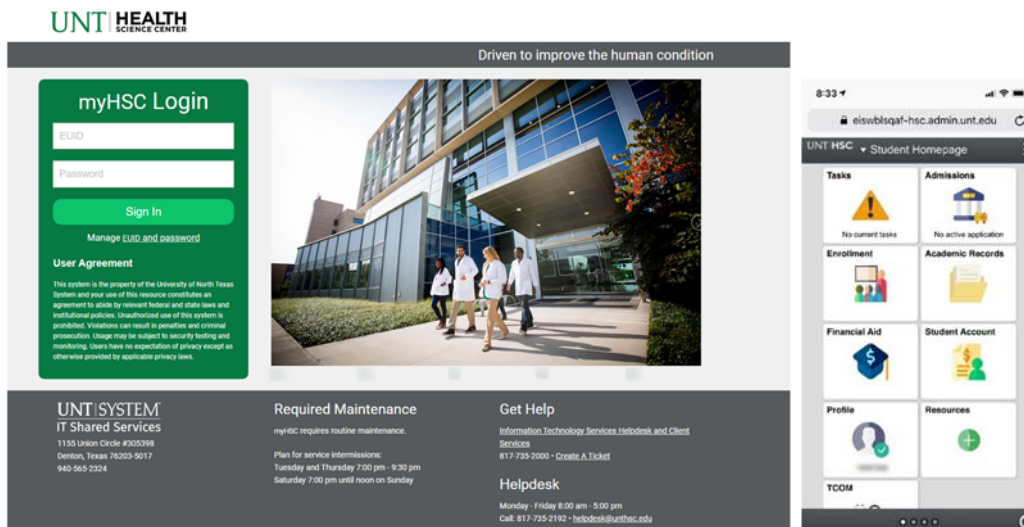 UNT HEALTH
SCIENCE CENTER
Driven to improve the human condition
myHSC Login
EUID
Password
Sign In
Manage EUID and password
User Agreement
This system is the property of the University of North Texas
System and your use of this resource constitutes an
agreement to abide by relevant federal and state laws and
institutional policies. Unauthorized use of this system is
prohibited. Violations can result in penalties and criminal
prosecution. Usage may be subject to security testing and
monitoring. Users have no expectation of privacy except as
otherwise provided by applicable privacy laws.
UNT SYSTEM
IT Shared Services
1155 Union Circle #305398
Denton, Texas 76203-5017
940-565-2324
Required Maintenance
myHSC requires routine maintenance.
Plan for service intermissions:
Tuesday and Thursday 7:00 pm - 9:30 pm
Saturday 7:00 pm until noon on Sunday
Get Help
Information Technology Services Helpdesk and Client
Services
817-735-2000 • Create A Ticket
Helpdesk
Monday - Friday 8:00 am - 5:00 pm
Call: 817-735-2192 • helpdesk@unthsc.edu
8:33
eiswblsqaf-hsc.admin.unt.edu
UNT HSC Student Homepage
Tasks
No current tasks
Admissions
No active application
Enrollment
Academic Records
Financial Aid
Student Account
Profile
Resources
TCOM